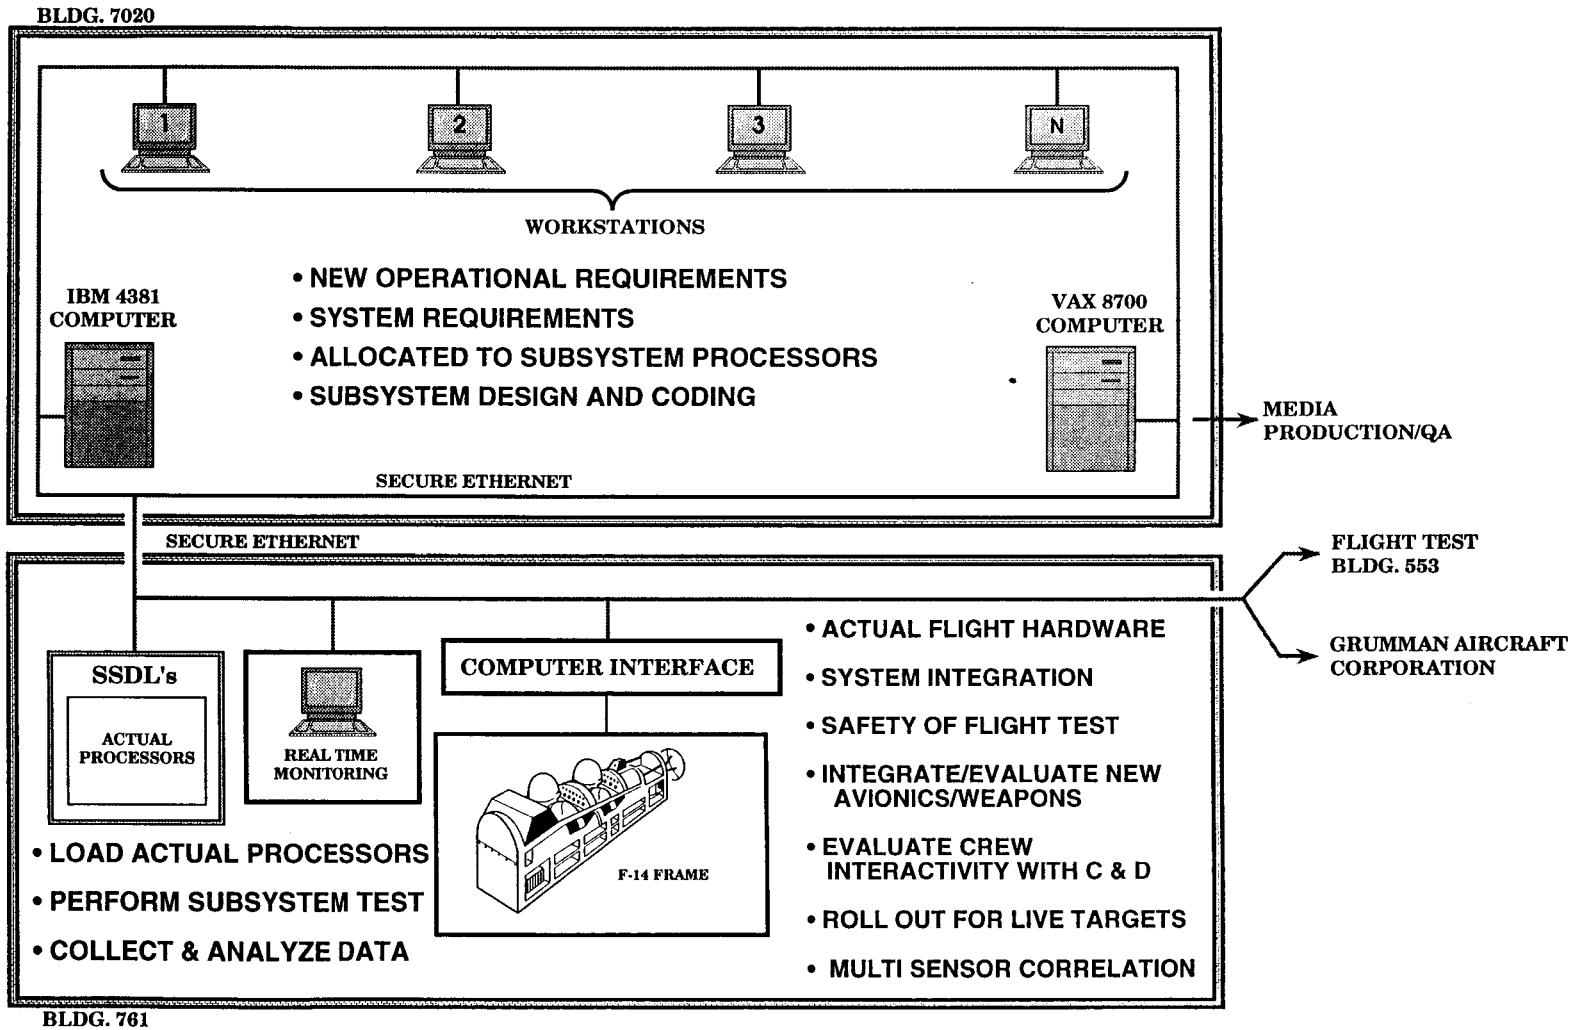 BLDG. 7020
1
2
3
N
WORKSTATIONS
• NEW OPERATIONAL REQUIREMENTS
• SYSTEM REQUIREMENTS
• ALLOCATED TO SUBSYSTEM PROCESSORS
• SUBSYSTEM DESIGN AND CODING
IBM 4381
COMPUTER
VAX 8700
COMPUTER
MEDIA
PRODUCTION/QA
SECURE ETHERNET
SECURE ETHERNET
FLIGHT TEST
BLDG. 553
GRUMMAN AIRCRAFT
CORPORATION
SSDL's
ACTUAL
PROCESSORS
REAL TIME
MONITORING
COMPUTER INTERFACE
F-14 FRAME
• LOAD ACTUAL PROCESSORS
• PERFORM SUBSYSTEM TEST
• COLLECT & ANALYZE DATA
• ACTUAL FLIGHT HARDWARE
• SYSTEM INTEGRATION
• SAFETY OF FLIGHT TEST
• INTEGRATE/EVALUATE NEW
AVIONICS/WEAPONS
• EVALUATE CREW
INTERACTIVITY WITH C & D
• ROLL OUT FOR LIVE TARGETS
• MULTI SENSOR CORRELATION
BLDG. 761